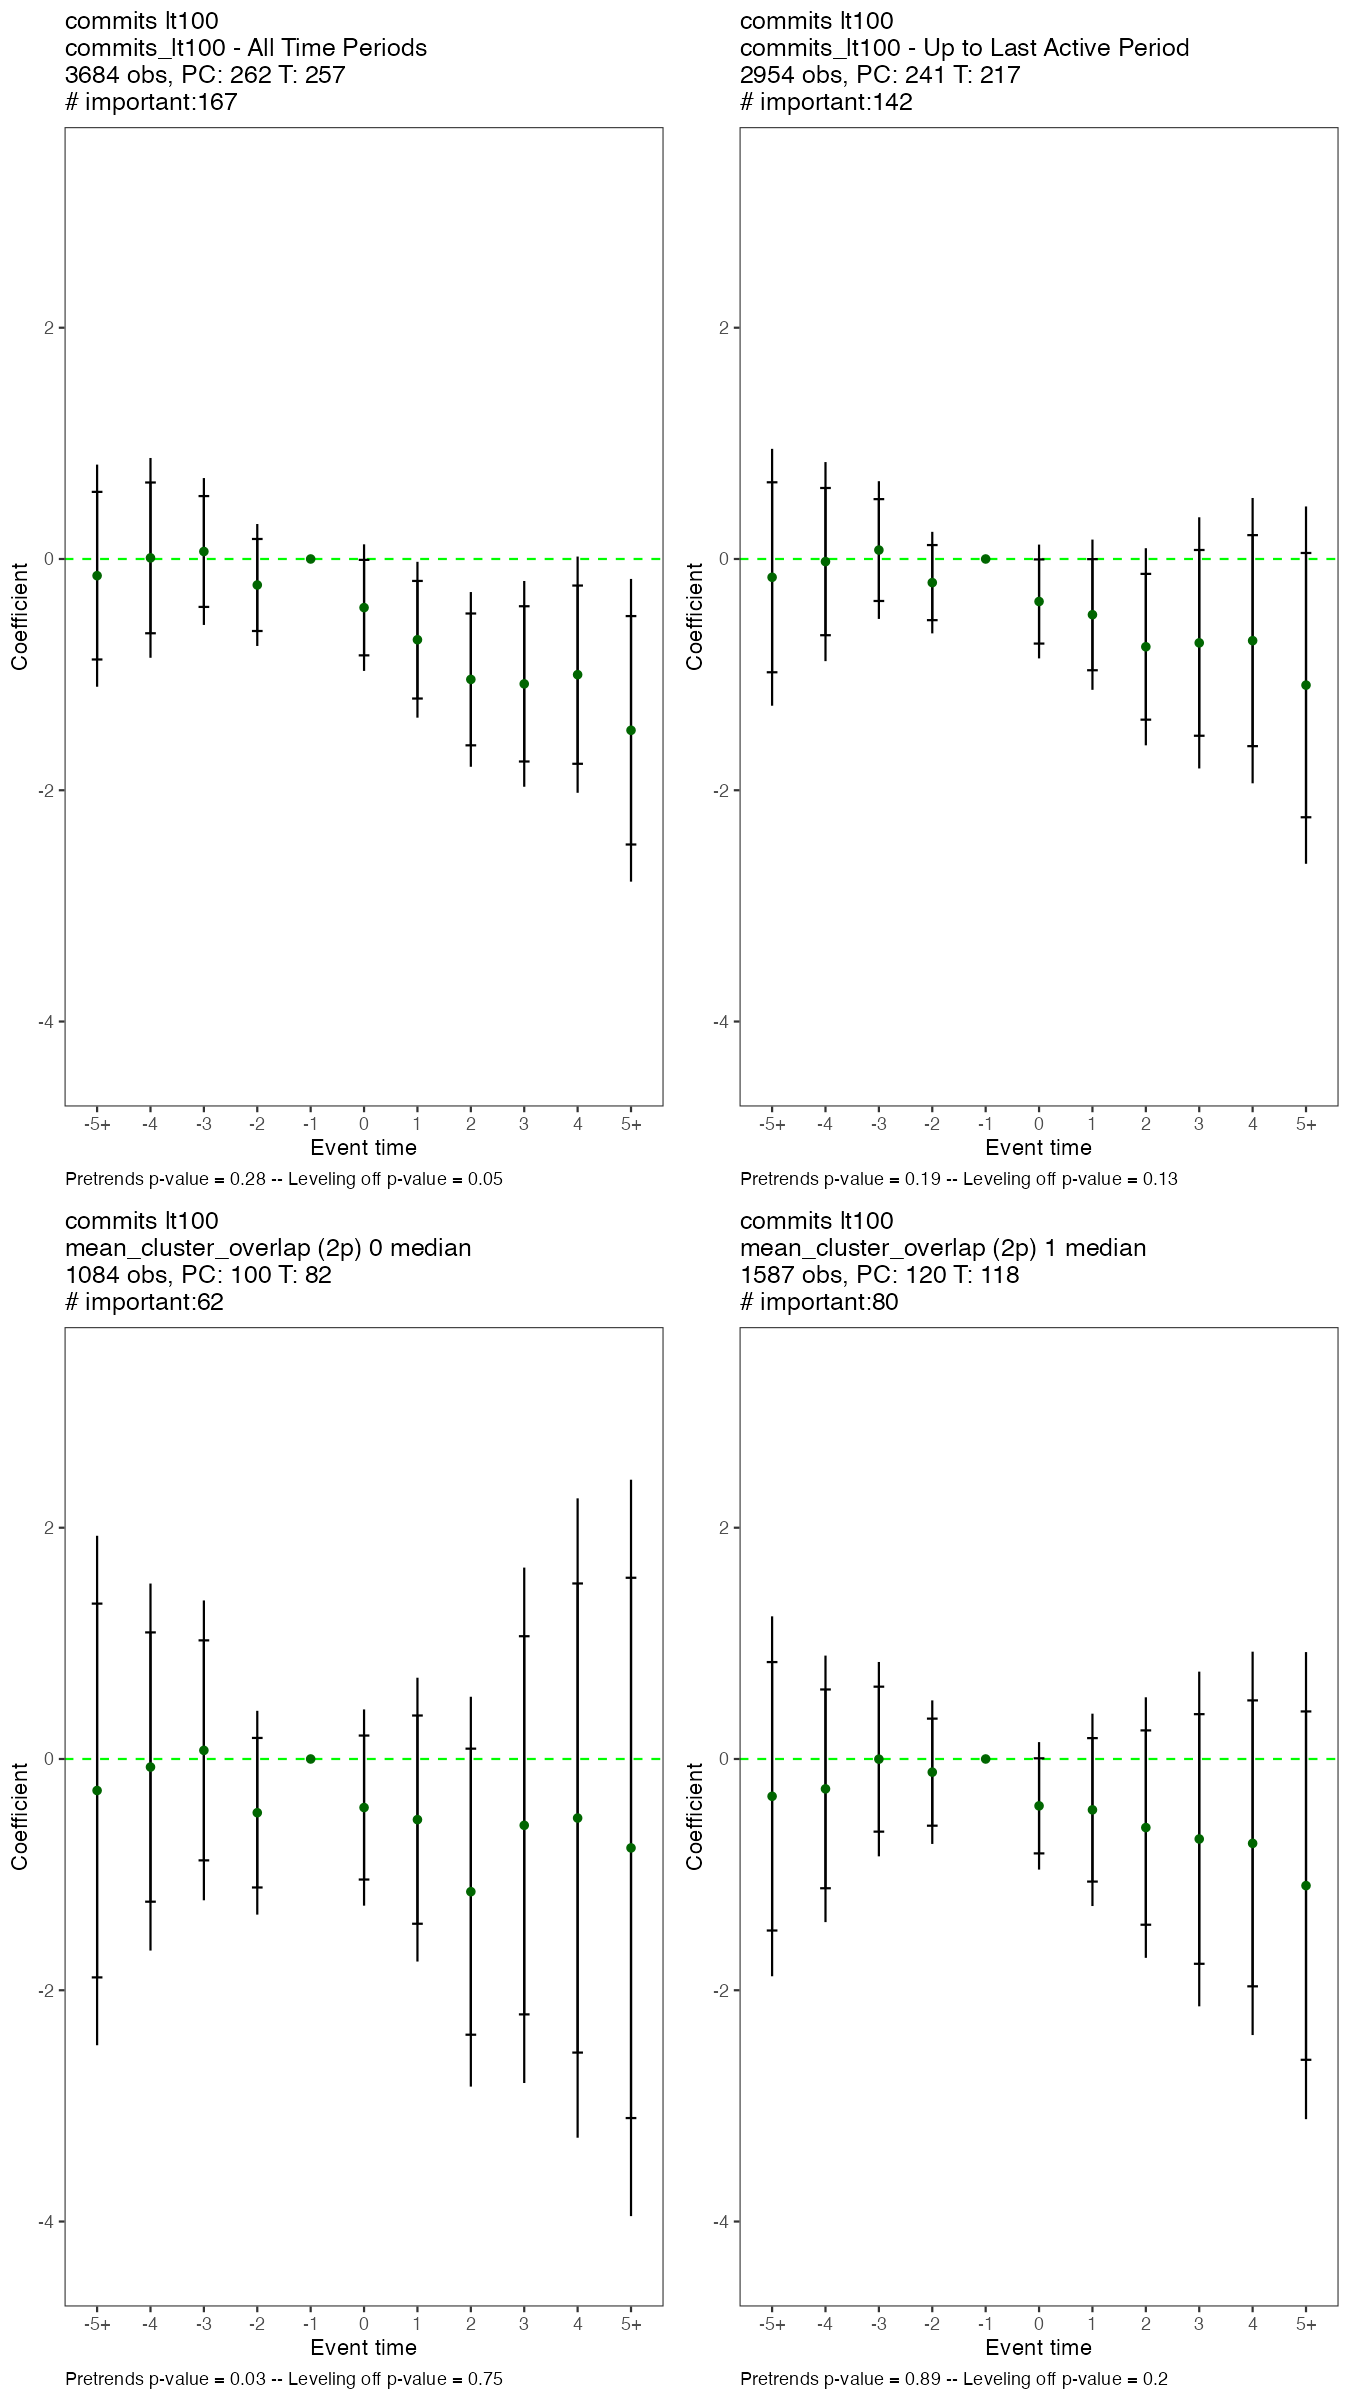 commits lt100
commits_lt100 - All Time Periods
3684 obs, PC: 262 T: 257
# important:167
2
0
-2
-4
Coefficient
-5+ -4 -3 -2 -1 0 1 2 3 4 5+
Event time
Pretrends p-value = 0.28 -- Leveling off p-value = 0.05
commits lt100
commits_lt100 - Up to Last Active Period
2954 obs, PC: 241 T: 217
# important:142
2
0
-2
-4
Coefficient
-5+ -4 -3 -2 -1 0 1 2 3 4 5+
Event time
Pretrends p-value = 0.19 -- Leveling off p-value = 0.13
commits lt100
mean_cluster_overlap (2p) 0 median
1084 obs, PC: 100 T: 82
# important:62
2
0
-2
-4
Coefficient
-5+ -4 -3 -2 -1 0 1 2 3 4 5+
Event time
Pretrends p-value = 0.03 -- Leveling off p-value = 0.75
commits lt100
mean_cluster_overlap (2p) 1 median
1587 obs, PC: 120 T: 118
# important:80
2
0
-2
-4
Coefficient
-5+ -4 -3 -2 -1 0 1 2 3 4 5+
Event time
Pretrends p-value = 0.89 -- Leveling off p-value = 0.2